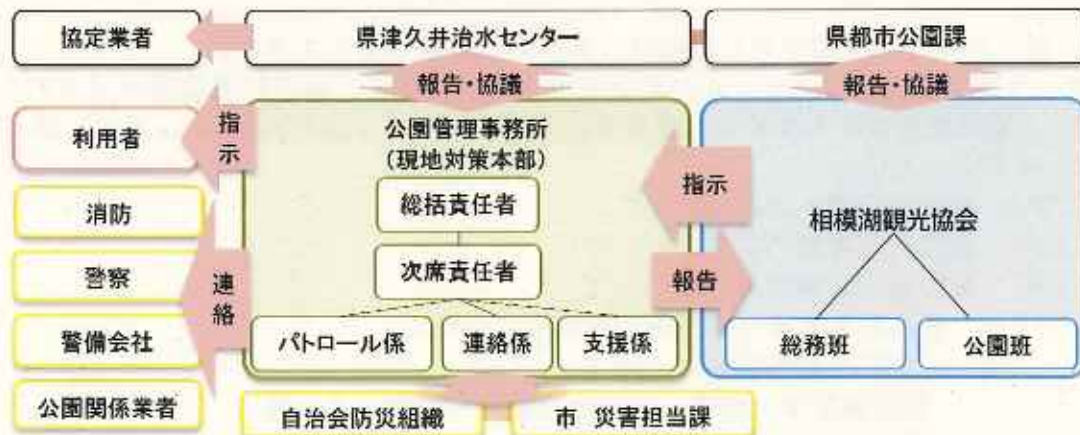 協定業者
県津久井治水センター
県都市公園課
報告・協議
報告・協議
利用者
指示
公園管理事務所
(現地対策本部)
指示
消防
総括責任者
相模湖観光協会
警察
連絡
次席責任者
報告
警備会社
パトロール係
連絡係
支援係
総務班
公園班
公園関係業者
自治会防災組織
市 災害担当課